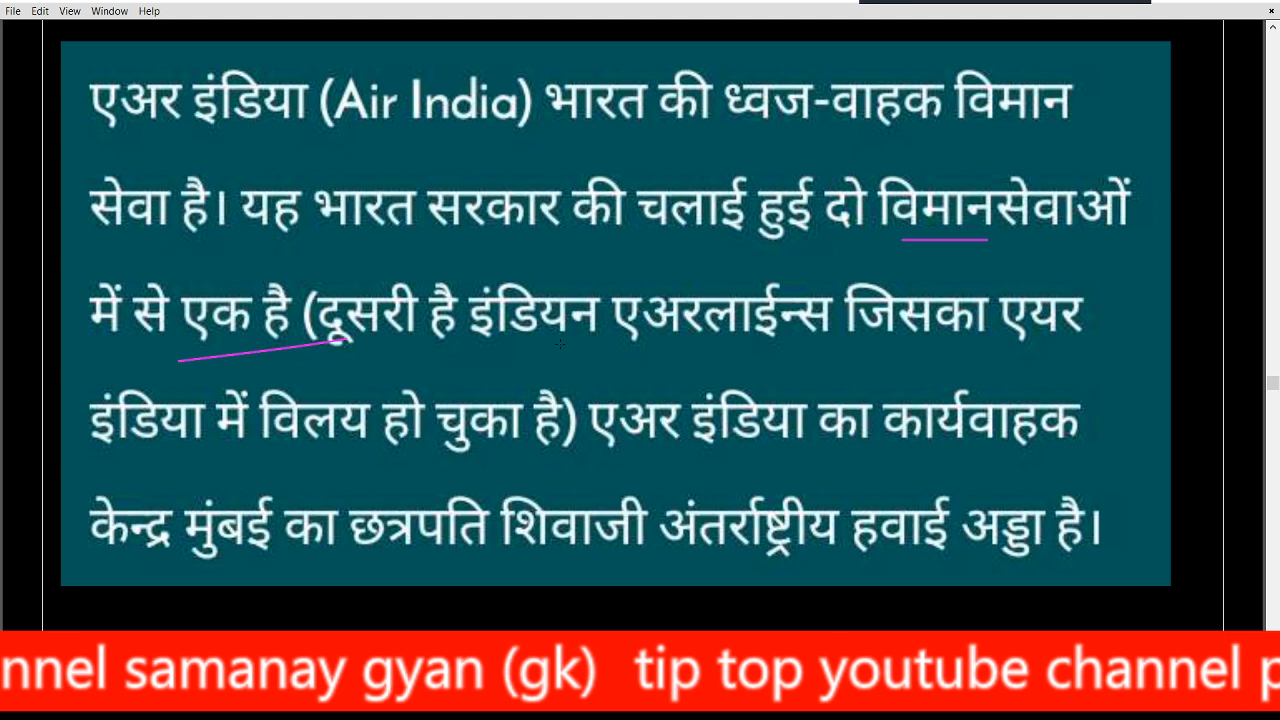 File Edit View Window Help
एअर इंडिया (Air India) भारत की ध्वज-वाहक विमान
सेवा है। यह भारत सरकार की चलाई हुई दो विमानसेवाओं
में से एक है (दूसरी है इंडियन एअरलाईन्स जिसका एयर
इंडिया में विलय हो चुका है) एअर इंडिया का कार्यवाहक
केन्द्र मुंबई का छत्रपति शिवाजी अंतर्राष्ट्रीय हवाई अड्डा है।
nnel samanay gyan (gk) tip top youtube channel p